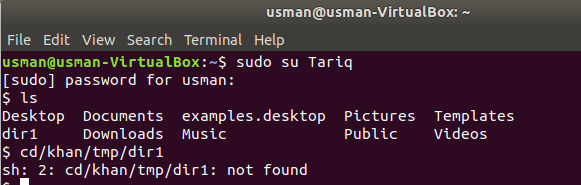 usman@usman-VirtualBox: ~
File Edit View Search Terminal Help
usman@usman-VirtualBox:~$ sudo su Tariq
[sudo] password for usman:
$ ls
Desktop Documents examples.desktop Pictures Templates
dir1 Downloads Music Public Videos
$ cd/khan/tmp/dir1
sh: 2: cd/khan/tmp/dir1: not found
$